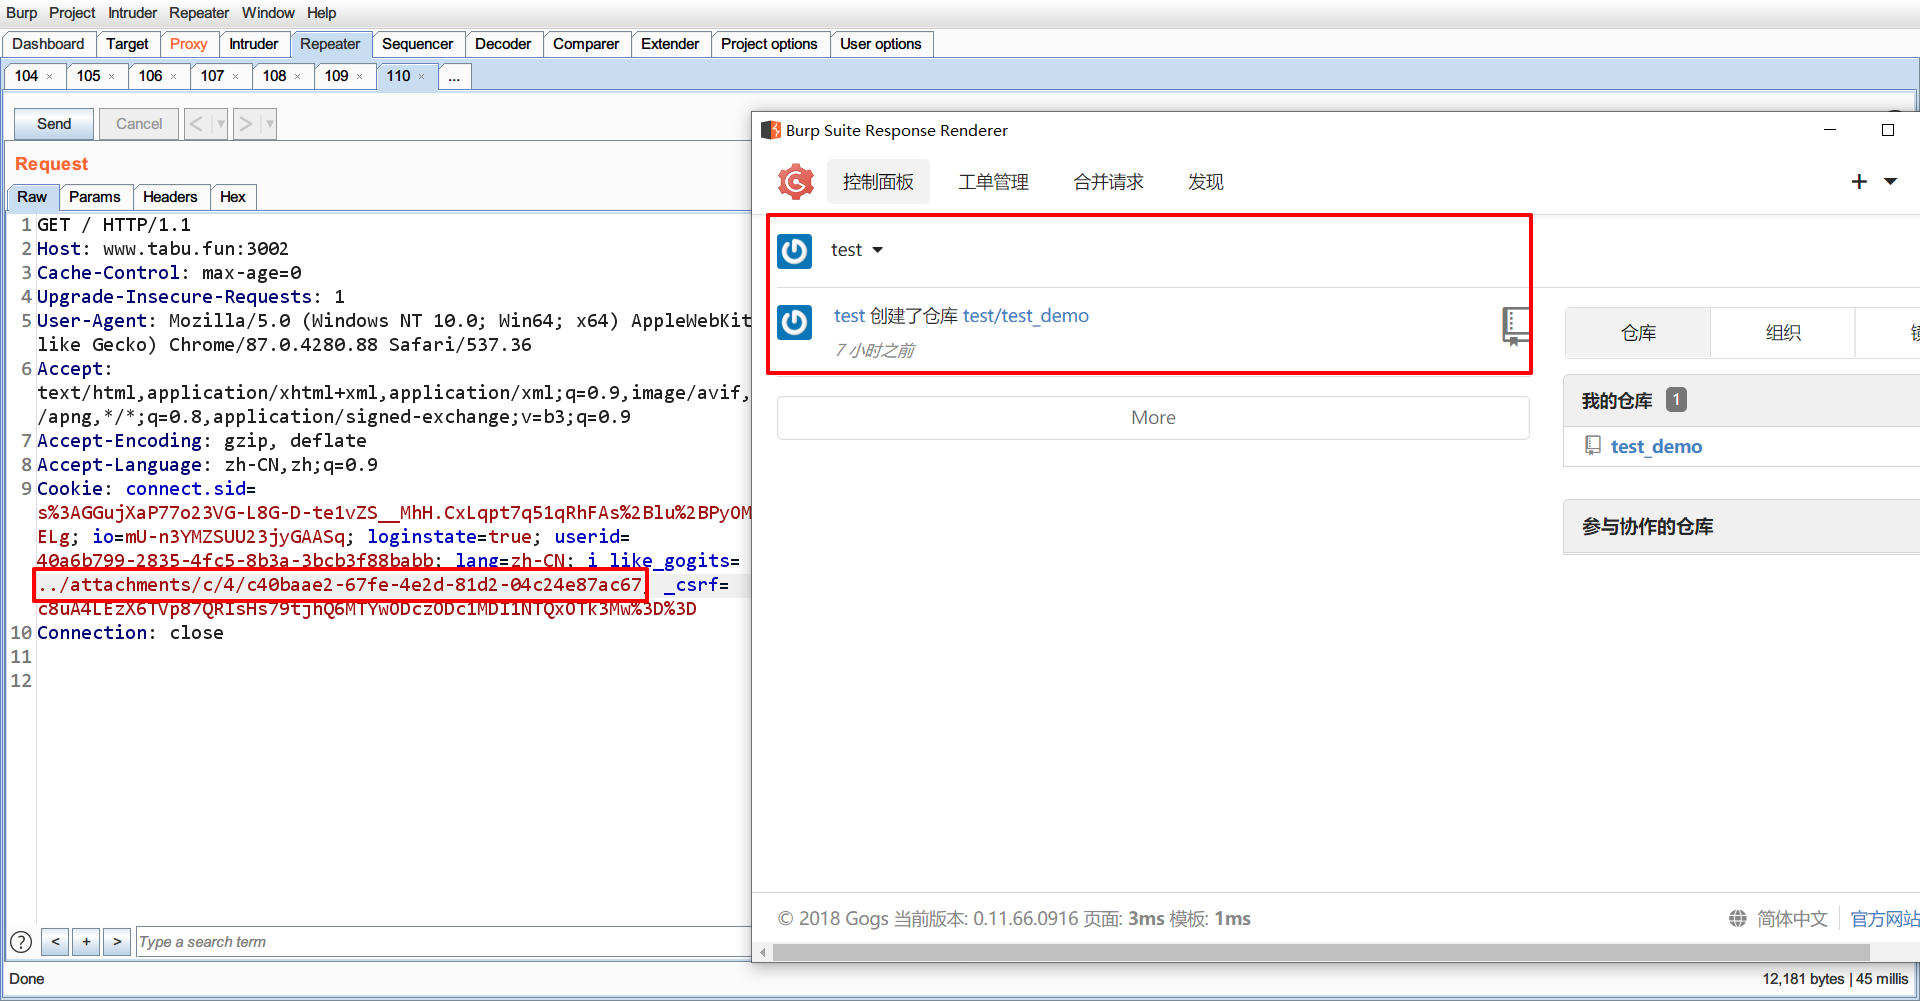 Burp Project Intruder Repeater Window Help
Dashboard Target Proxy Intruder Repeater Sequencer Decoder Comparer Extender Project options User options
104 × 105 × 106 × 107 × 108 × 109 × 110 × ...
Send Cancel < ▾ > ▾
Request
Raw Params Headers Hex
1 GET / HTTP/1.1
2 Host: www.tabu.fun:3002
3 Cache-Control: max-age=0
4 Upgrade-Insecure-Requests: 1
5 User-Agent: Mozilla/5.0 (Windows NT 10.0; Win64; x64) AppleWebKit
like Gecko) Chrome/87.0.4280.88 Safari/537.36
6 Accept:
text/html,application/xhtml+xml,application/xml;q=0.9,image/avif,
/apng,*/*;q=0.8,application/signed-exchange;v=b3;q=0.9
7 Accept-Encoding: gzip, deflate
8 Accept-Language: zh-CN,zh;q=0.9
9 Cookie: connect.sid=
s%3AGGujXaP77o23VG-L8G-D-te1vZS__MhH.CxLqpt7q51qRhFAs%2Blu%2BPyOM
ELg; io=mU-n3YMZSUU23jyGAASq; loginstate=true; userid=
40a6b799-2835-4fc5-8b3a-3bcb3f88babb; lang=zh-CN; i_like_gogits=
../attachments/c/4/c40baae2-67fe-4e2d-81d2-04c24e87ac67; _csrf=
c8uA4LEzX6TVp87QRIsHs79tjhQ6MTYwODczODc1MDI1NTQxOTk3Mw%3D%3D
10 Connection: close
11
12
? < + > Type a search term
Done
12,181 bytes | 45 millis
Burp Suite Response Renderer
控制面板 工单管理 合并请求 发现
+
test
test 创建了仓库 test/test_demo
7 小时之前
More
仓库 组织
我的仓库 1
test_demo
参与协作的仓库
© 2018 Gogs 当前版本: 0.11.66.0916 页面: 3ms 模板: 1ms
简体中文 官方网站